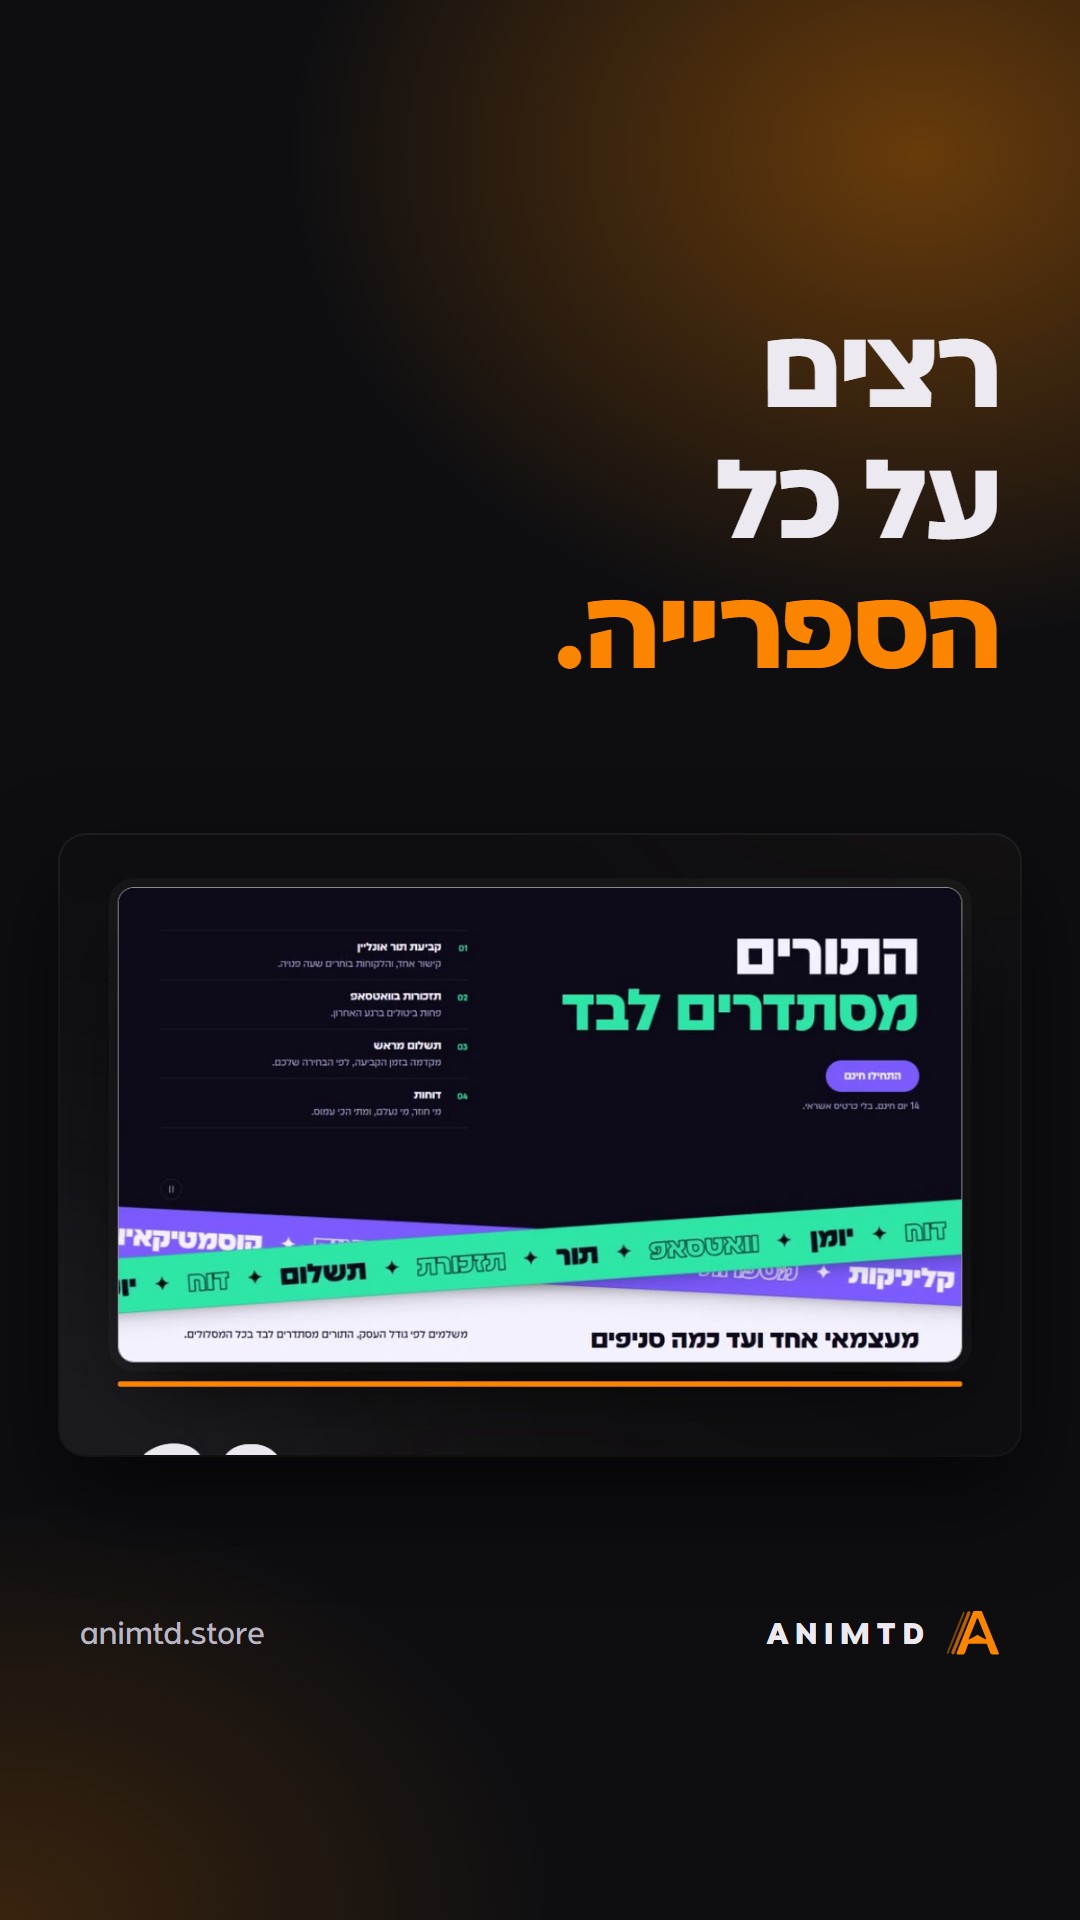 רצים
על כל
הספרייה.
התורים
מסתדרים לבד
התחילו חינם
14 יום חינם. בלי כרטיס אשראי.
01 קביעת תור אונליין
קישור אחד, והלקוחות בוחרים שעה פנויה.
02 תזכורות בוואטסאפ
פחות ביטולים ברגע האחרון.
03 תשלום מראש
מקדמה בזמן הקביעה, לפי הבחירה שלכם.
04 דוחות
מי חוזר, מי נעלם, ומתי הכי עמוס.
דוח ✦ יומן ✦ וואטסאפ ✦ תור ✦ תזכורת ✦ תשלום ✦ דוח ✦
קליניקות ✦ מספרות ✦ קוסמטיקאיו
מעצמאי אחד ועד כמה סניפים
משלמים לפי גודל העסק. התורים מסתדרים לבד בכל המסלולים.
ANIMTD
animtd.store